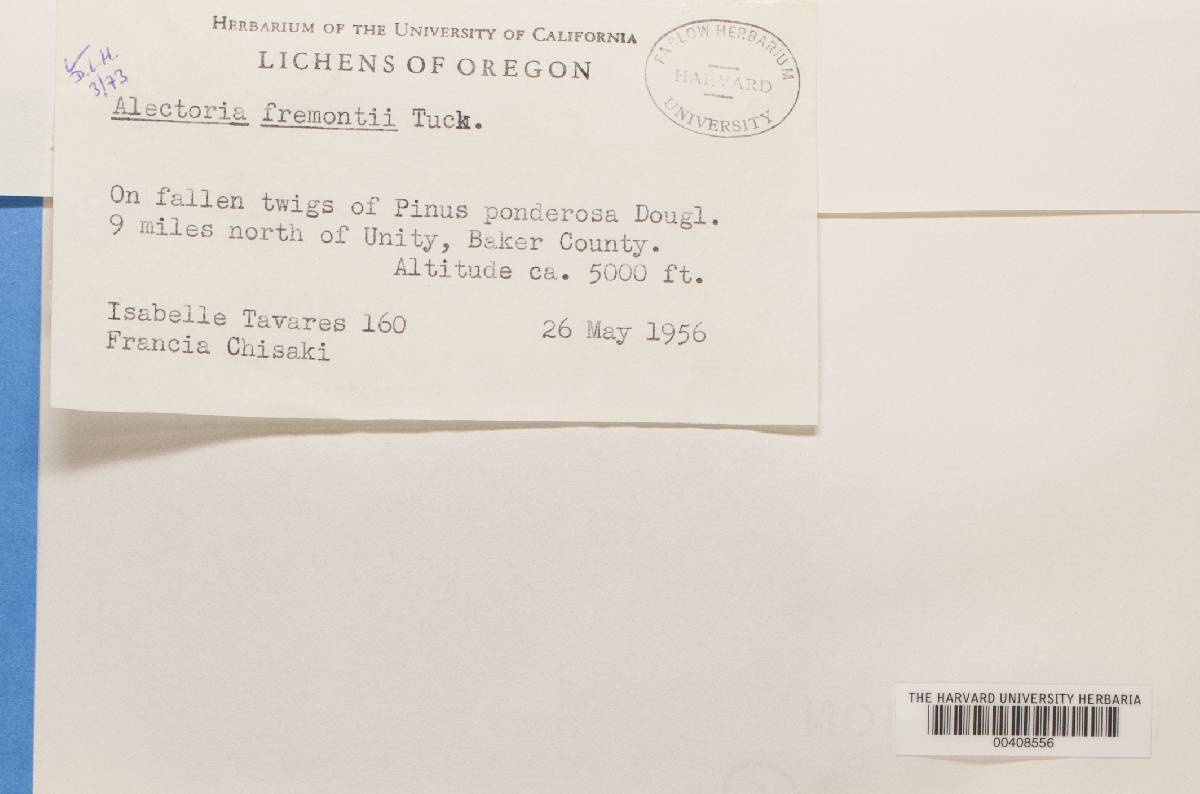 HERBARIUM OF THE UNIVERSITY OF CALIFORNIA
LICHENS OF OREGON
D.L.H.
3/73
Alectoria fremontii Tuck.
FARLOW HERBARIUM
HARVARD
UNIVERSITY
On fallen twigs of Pinus ponderosa Dougl.
9 miles north of Unity, Baker County.
Altitude ca. 5000 ft.
Isabelle Tavares 160
26 May 1956
Francia Chisaki
THE HARVARD UNIVERSITY HERBARIA
00408556